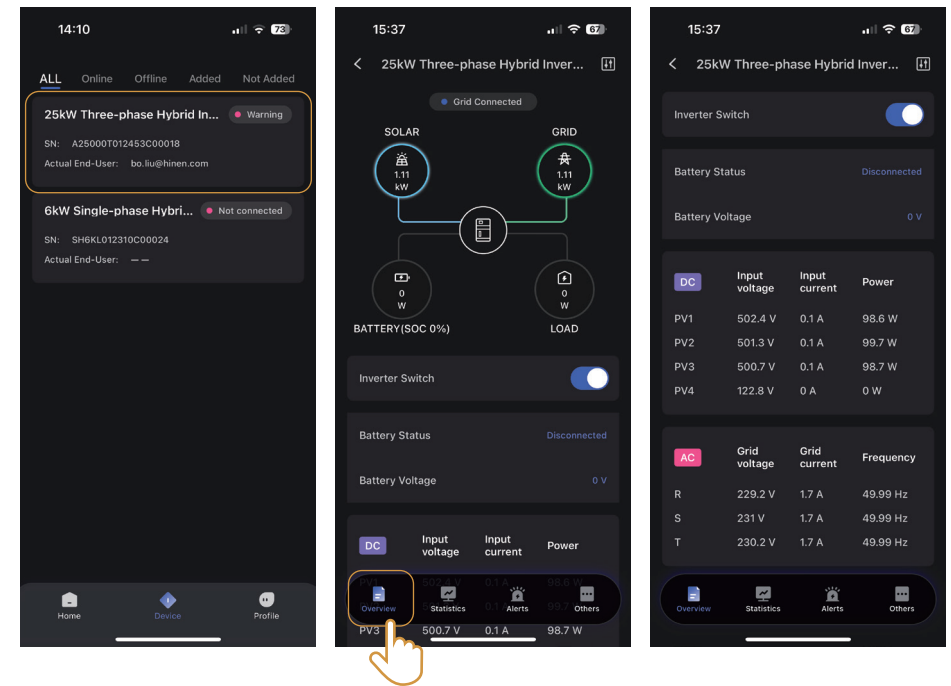 14:10
73
ALL Online Offline Added Not Added
25kW Three-phase Hybrid In... Warning
SN: A25000T012453C00018
Actual End-User: bo.liu@hinen.com
6kW Single-phase Hybri... Not connected
SN: SH6KL012310C00024
Actual End-User: — —
Home Device Profile
15:37
67
25kW Three-phase Hybrid Inver...
Grid Connected
SOLAR GRID
1.11 1.11
kW kW
0 0
W W
BATTERY(SOC 0%) LOAD
Inverter Switch
Battery Status Disconnected
Battery Voltage 0 V
DC Input voltage Input current Power
PV1 502.4 V 0.1 A 98.6 W
Overview Statistics Alerts Others
PV3 500.7 V 0.1 A 98.7 W
15:37
67
25kW Three-phase Hybrid Inver...
Inverter Switch
Battery Status Disconnected
Battery Voltage 0 V
DC Input voltage Input current Power
PV1 502.4 V 0.1 A 98.6 W
PV2 501.3 V 0.1 A 99.7 W
PV3 500.7 V 0.1 A 98.7 W
PV4 122.8 V 0 A 0 W
AC Grid voltage Grid current Frequency
R 229.2 V 1.7 A 49.99 Hz
S 231 V 1.7 A 49.99 Hz
T 230.2 V 1.7 A 49.99 Hz
Overview Statistics Alerts Others